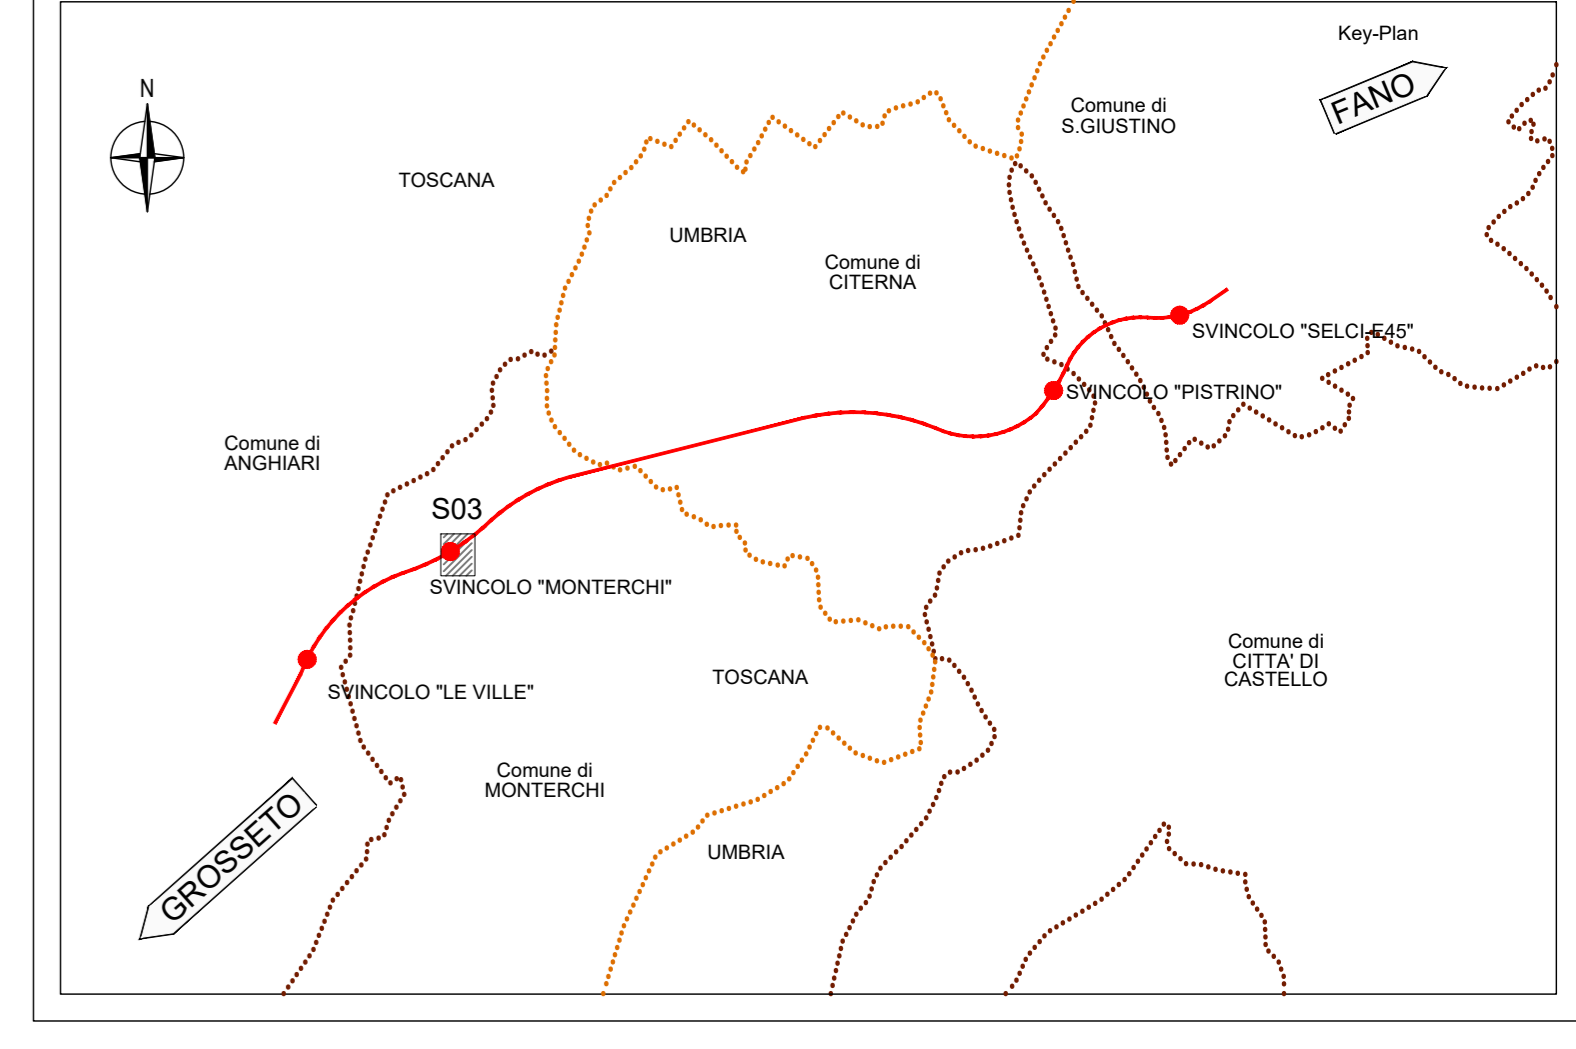 Key-Plan
N
FANO
Comune di
S.GIUSTINO
TOSCANA
UMBRIA
Comune di
CITERNA
SVINCOLO "SELCI-E45"
SVINCOLO "PISTRINO"
Comune di
ANGHIARI
S03
SVINCOLO "MONTERCHI"
Comune di
CITTA' DI
CASTELLO
TOSCANA
SVINCOLO "LE VILLE"
Comune di
MONTERCHI
GROSSETO
UMBRIA